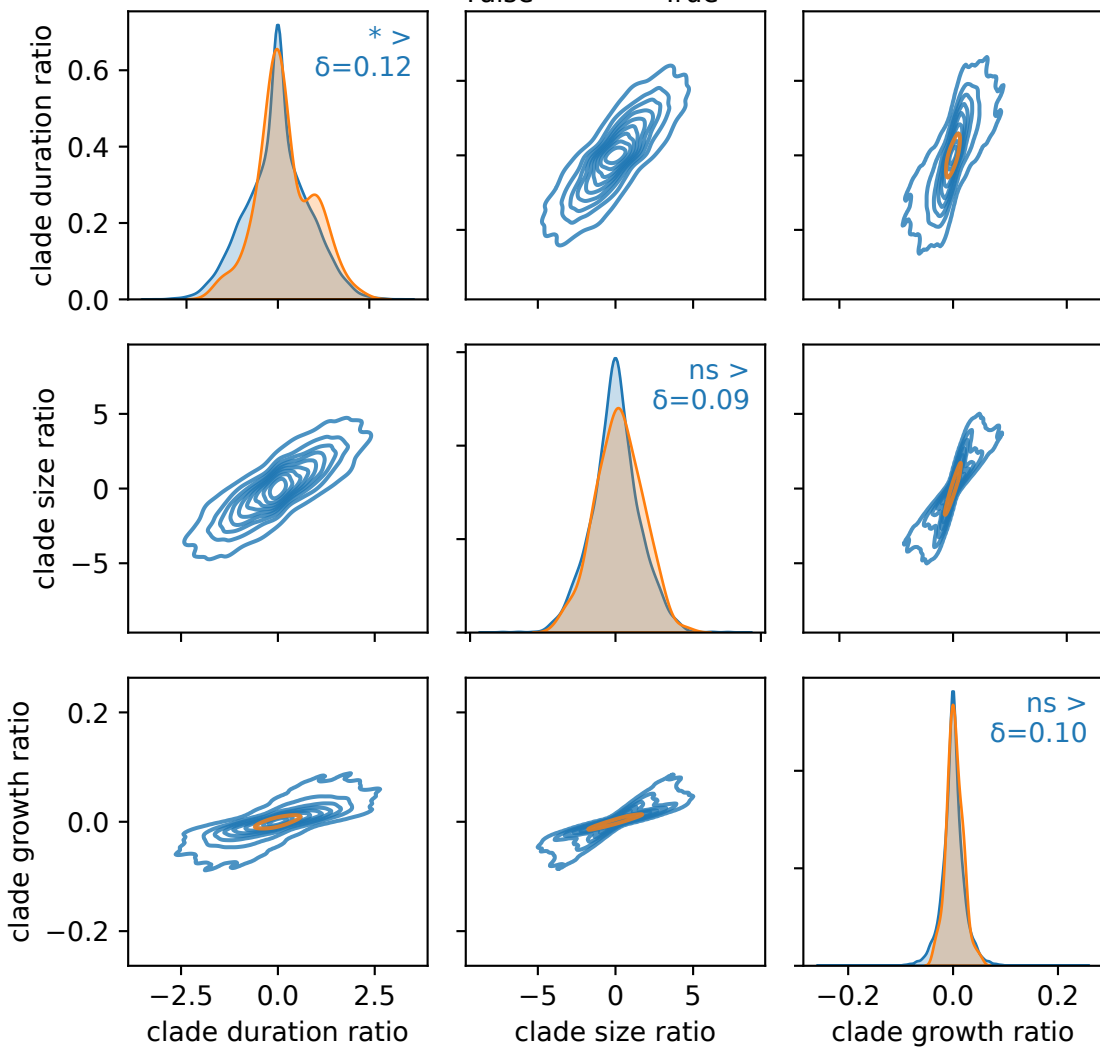 * >
δ=0.12
clade duration ratio
0.6
0.4
0.2
0.0
ns >
δ=0.09
clade size ratio
5
0
−5
ns >
δ=0.10
clade growth ratio
0.2
0.0
−0.2
−2.5 0.0 2.5
−5 0 5
−0.2 0.0 0.2
clade duration ratio
clade size ratio
clade growth ratio